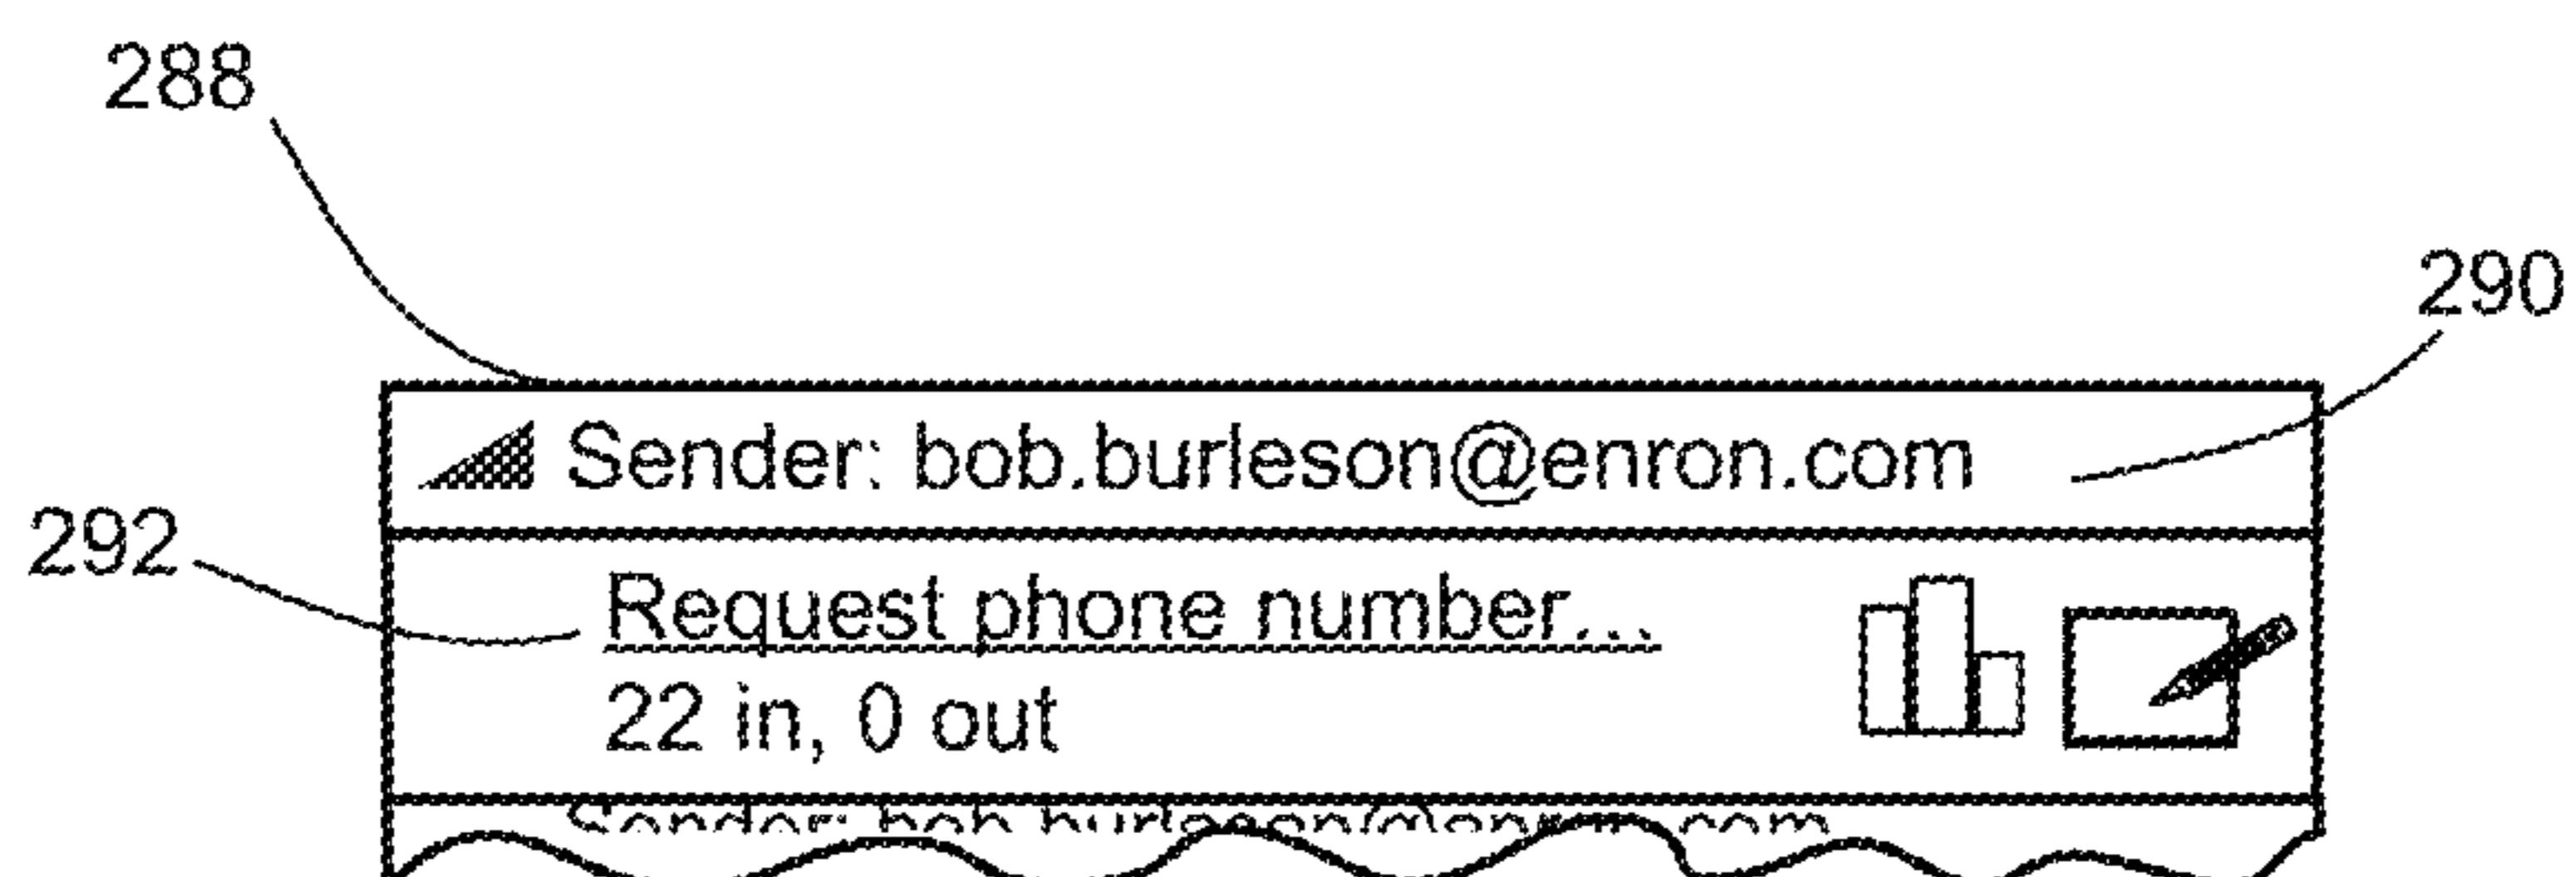 288
290
Sender: bob.burleson@enron.com
292
Request phone number...
22 in, 0 out